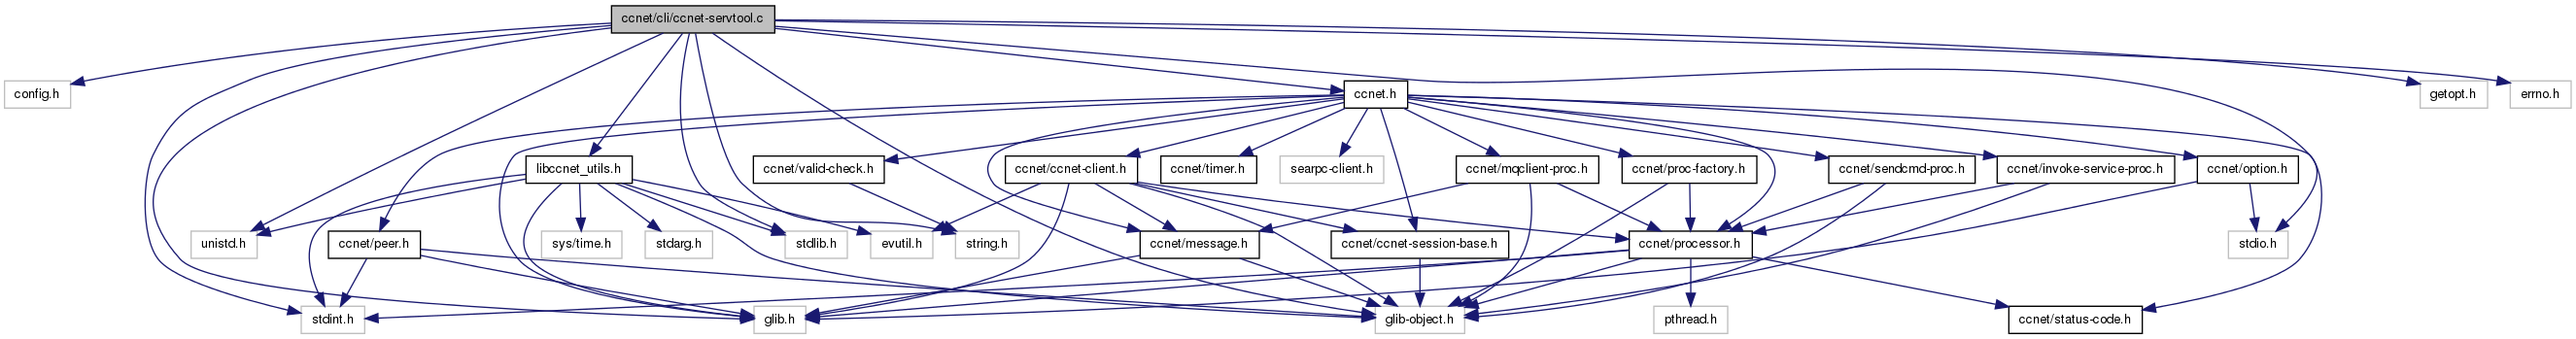 ccnet/cli/ccnet-servtool.c
config.h
ccnet.h
getopt.h
errno.h
libccnet_utils.h
ccnet/valid-check.h
ccnet/ccnet-client.h
ccnet/timer.h
searpc-client.h
ccnet/mqclient-proc.h
ccnet/proc-factory.h
ccnet/sendcmd-proc.h
ccnet/invoke-service-proc.h
ccnet/option.h
unistd.h
ccnet/peer.h
sys/time.h
stdarg.h
stdlib.h
evutil.h
string.h
ccnet/message.h
ccnet/ccnet-session-base.h
ccnet/processor.h
stdio.h
stdint.h
glib.h
glib-object.h
pthread.h
ccnet/status-code.h